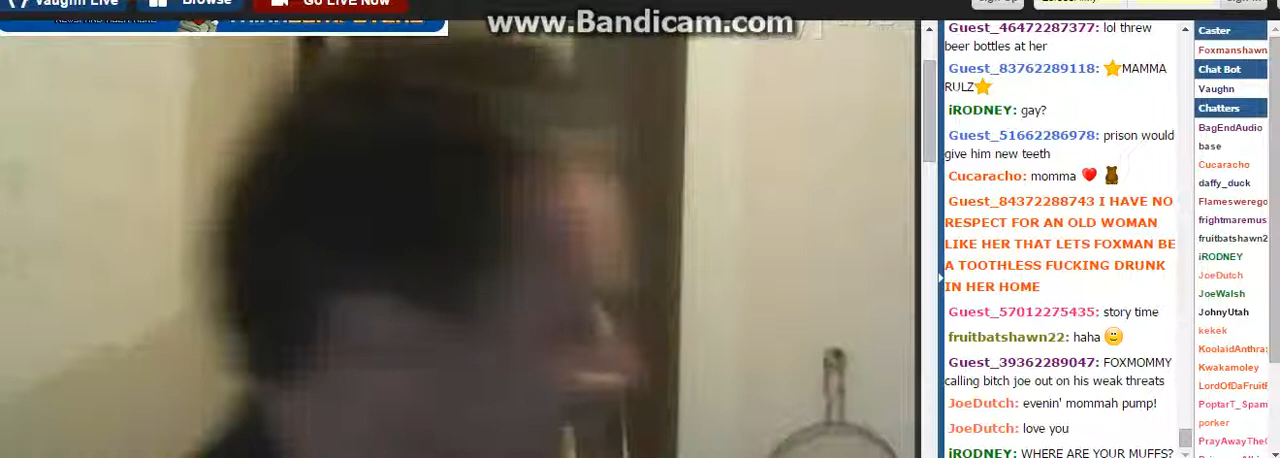 Vaughn Live Browse Go Live Now
www.Bandicam.com
Guest_46472287377: lol threw
beer bottles at her
Guest_83762289118: ⭐MAMMA
RULZ⭐
iRODNEY: gay?
Guest_51662286978: prison would
give him new teeth
Cucaracho: momma
Guest_84372288743 I HAVE NO
RESPECT FOR AN OLD WOMAN
LIKE HER THAT LETS FOXMAN BE
A TOOTHLESS FUCKING DRUNK
IN HER HOME
Guest_57012275435: story time
fruitbatshawn22: haha
Guest_39362289047: FOXMOMMY
calling bitch joe out on his weak threats
JoeDutch: evenin' mommah pump!
JoeDutch: love you
iRODNEY: WHERE ARE YOUR MUFFS?
Caster
Foxmanshawn
Chat Bot
Vaughn
Chatters
BagEndAudio
base
Cucaracho
daffy_duck
Flameswerego
frightmaremus
fruitbatshawn2
iRODNEY
JoeDutch
JoeWalsh
JohnyUtah
kekek
KoolaidAnthra
Kwakamoley
LordOfDaFruit
PoptarT_Spam
porker
PrayAwayTheG